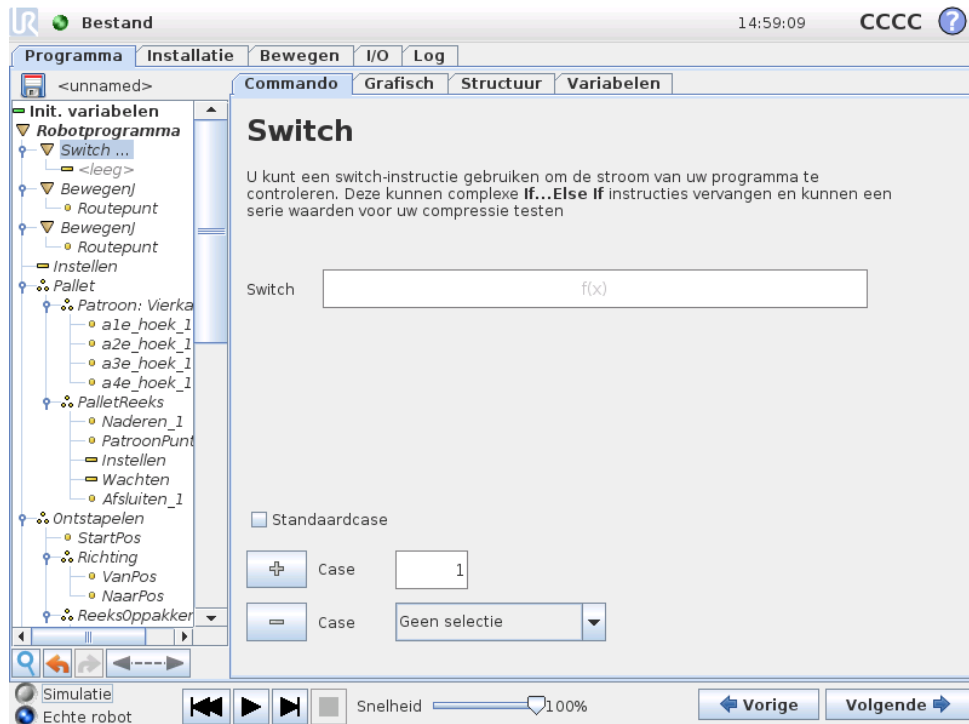 UR Bestand 14:59:09 CCCC ?
Programma Installatie Bewegen I/O Log
<unnamed>
Commando Grafisch Structuur Variabelen
Init. variabelen
Robotprogramma
Switch ...
<leeg>
BewegenJ
Routepunt
BewegenJ
Routepunt
Instellen
Pallet
Patroon: Vierka
a1e_hoek_1
a2e_hoek_1
a3e_hoek_1
a4e_hoek_1
PalletReeks
Naderen_1
PatroonPunt
Instellen
Wachten
Afsluiten_1
Ontstapelen
StartPos
Richting
VanPos
NaarPos
ReeksOppakker
Switch
U kunt een switch-instructie gebruiken om de stroom van uw programma te
controleren. Deze kunnen complexe If...Else If instructies vervangen en kunnen een
serie waarden voor uw compressie testen
Switch f(x)
Standaardcase
Case 1
Case Geen selectie
Simulatie
Echte robot
Snelheid 100%
Vorige Volgende